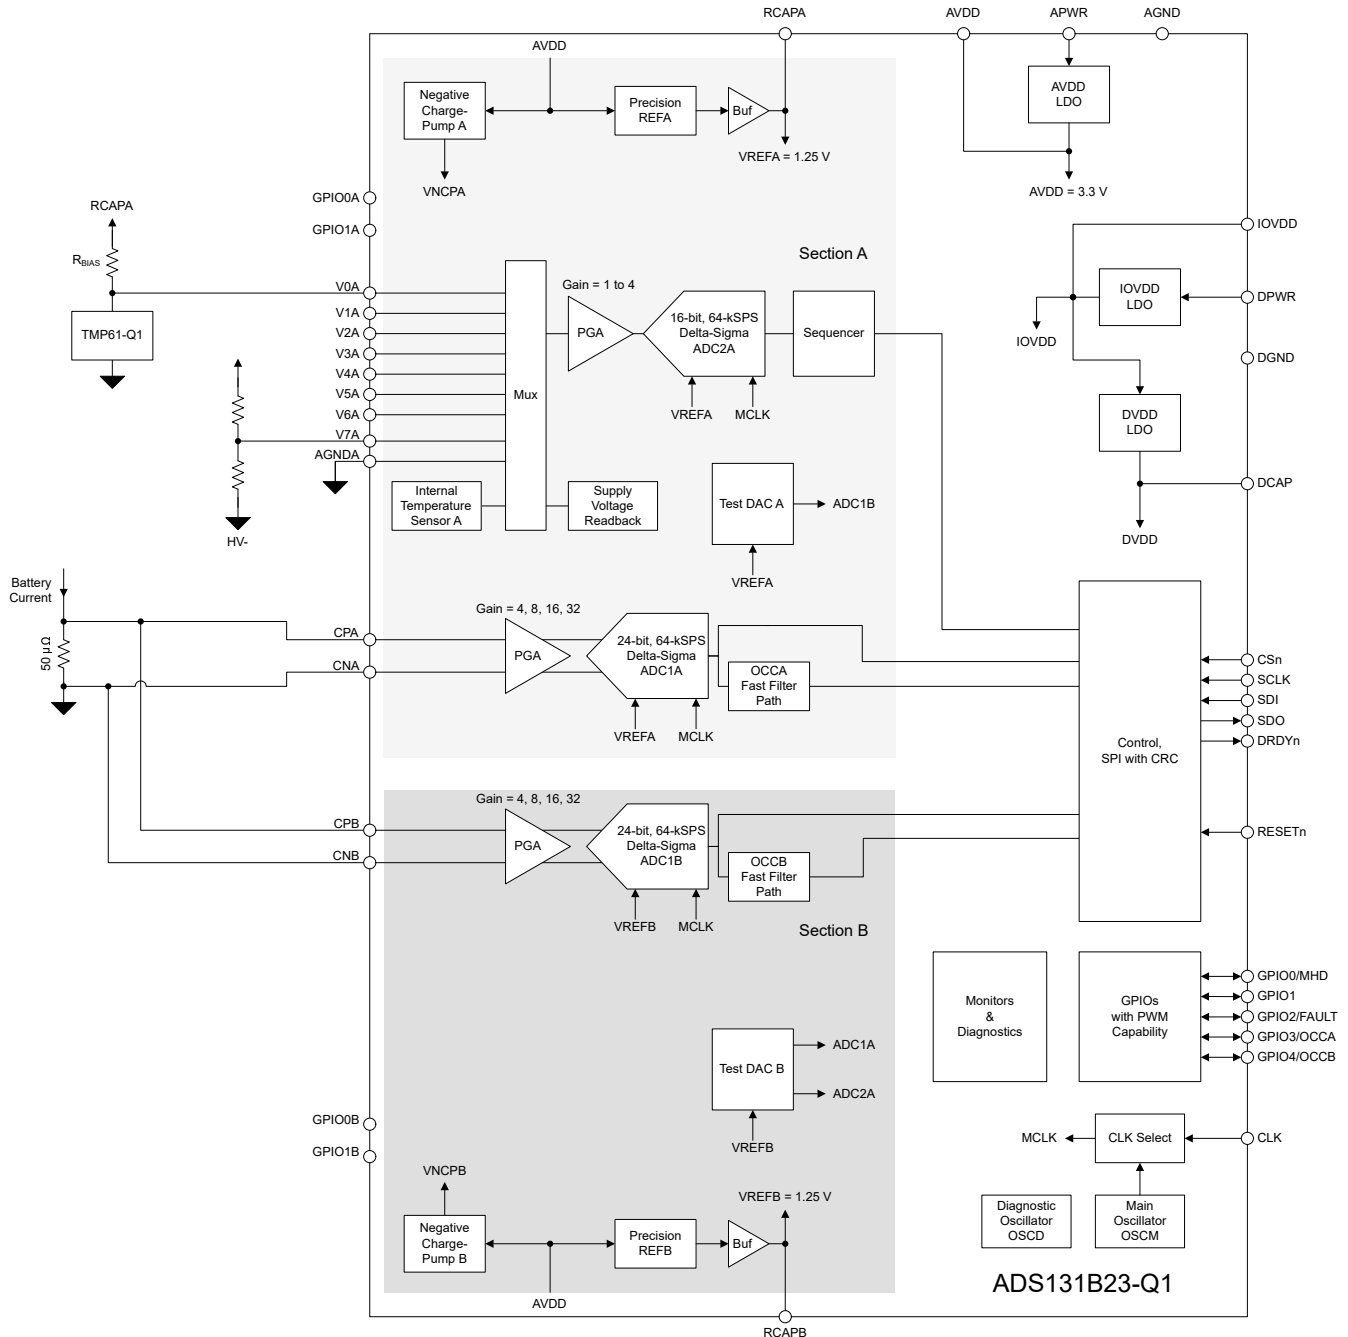 RCAPA
AVDD
APWR
AGND
AVDD
Negative
Charge-
Pump A
Precision
REFA
Buf
AVDD
LDO
VREFA = 1.25 V
VNCPA
AVDD = 3.3 V
GPIO0A
GPIO1A
RCAPA
RBIAS
TMP61-Q1
IOVDD
IOVDD
LDO
DPWR
IOVDD
DGND
DVDD
LDO
DCAP
DVDD
Section A
V0A
V1A
V2A
V3A
V4A
V5A
V6A
V7A
AGNDA
Mux
Gain = 1 to 4
PGA
16-bit, 64-kSPS
Delta-Sigma
ADC2A
Sequencer
VREFA
MCLK
Internal
Temperature
Sensor A
Supply
Voltage
Readback
Test DAC A
ADC1B
VREFA
HV-
Battery
Current
50 µΩ
Gain = 4, 8, 16, 32
CPA
CNA
PGA
24-bit, 64-kSPS
Delta-Sigma
ADC1A
OCCA
Fast Filter
Path
VREFA
MCLK
Control,
SPI with CRC
CSn
SCLK
SDI
SDO
DRDYn
RESETn
Gain = 4, 8, 16, 32
CPB
CNB
PGA
24-bit, 64-kSPS
Delta-Sigma
ADC1B
OCCB
Fast Filter
Path
VREFB
MCLK
Section B
Monitors
&
Diagnostics
GPIOs
with PWM
Capability
GPIO0/MHD
GPIO1
GPIO2/FAULT
GPIO3/OCCA
GPIO4/OCCB
Test DAC B
ADC1A
ADC2A
VREFB
GPIO0B
GPIO1B
MCLK
CLK Select
CLK
VNCPB
VREFB = 1.25 V
Negative
Charge-
Pump B
Precision
REFB
Buf
Diagnostic
Oscillator
OSCD
Main
Oscillator
OSCM
AVDD
ADS131B23-Q1
RCAPB